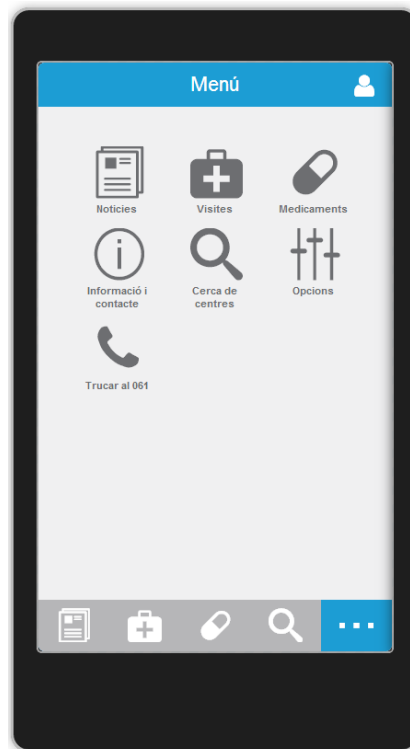 Menú
Noticies
Visites
Medicaments
Informació i
contacte
Cerca de
centres
Opcions
Trucar al 061